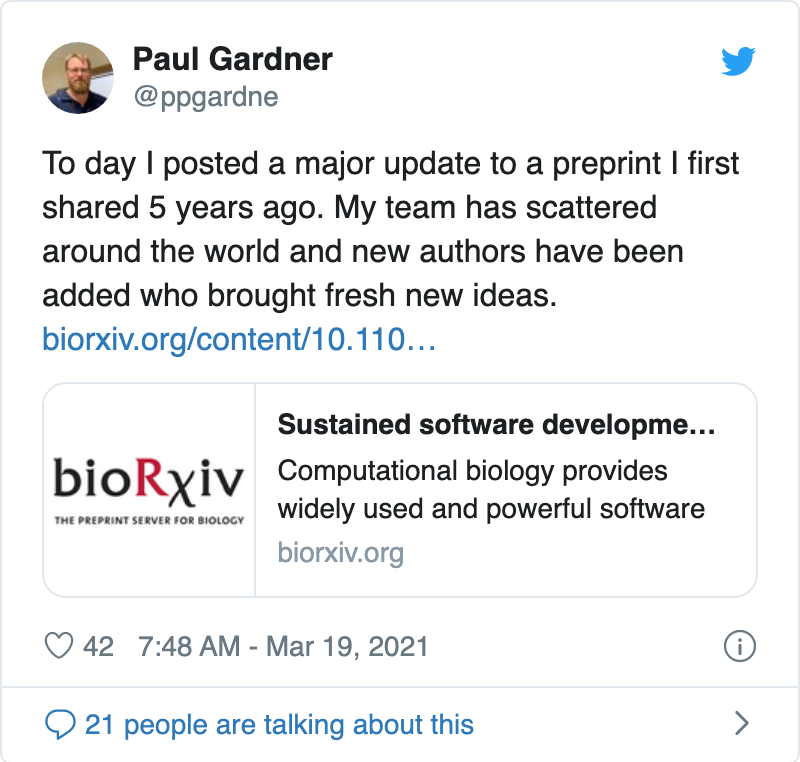 Paul Gardner
@ppgardne
To day I posted a major update to a preprint I first
shared 5 years ago. My team has scattered
around the world and new authors have been
added who brought fresh new ideas.
biorxiv.org/content/10.110…
bioRχiv
THE PREPRINT SERVER FOR BIOLOGY
Sustained software developme…
Computational biology provides
widely used and powerful software
biorxiv.org
42 7:48 AM - Mar 19, 2021
21 people are talking about this